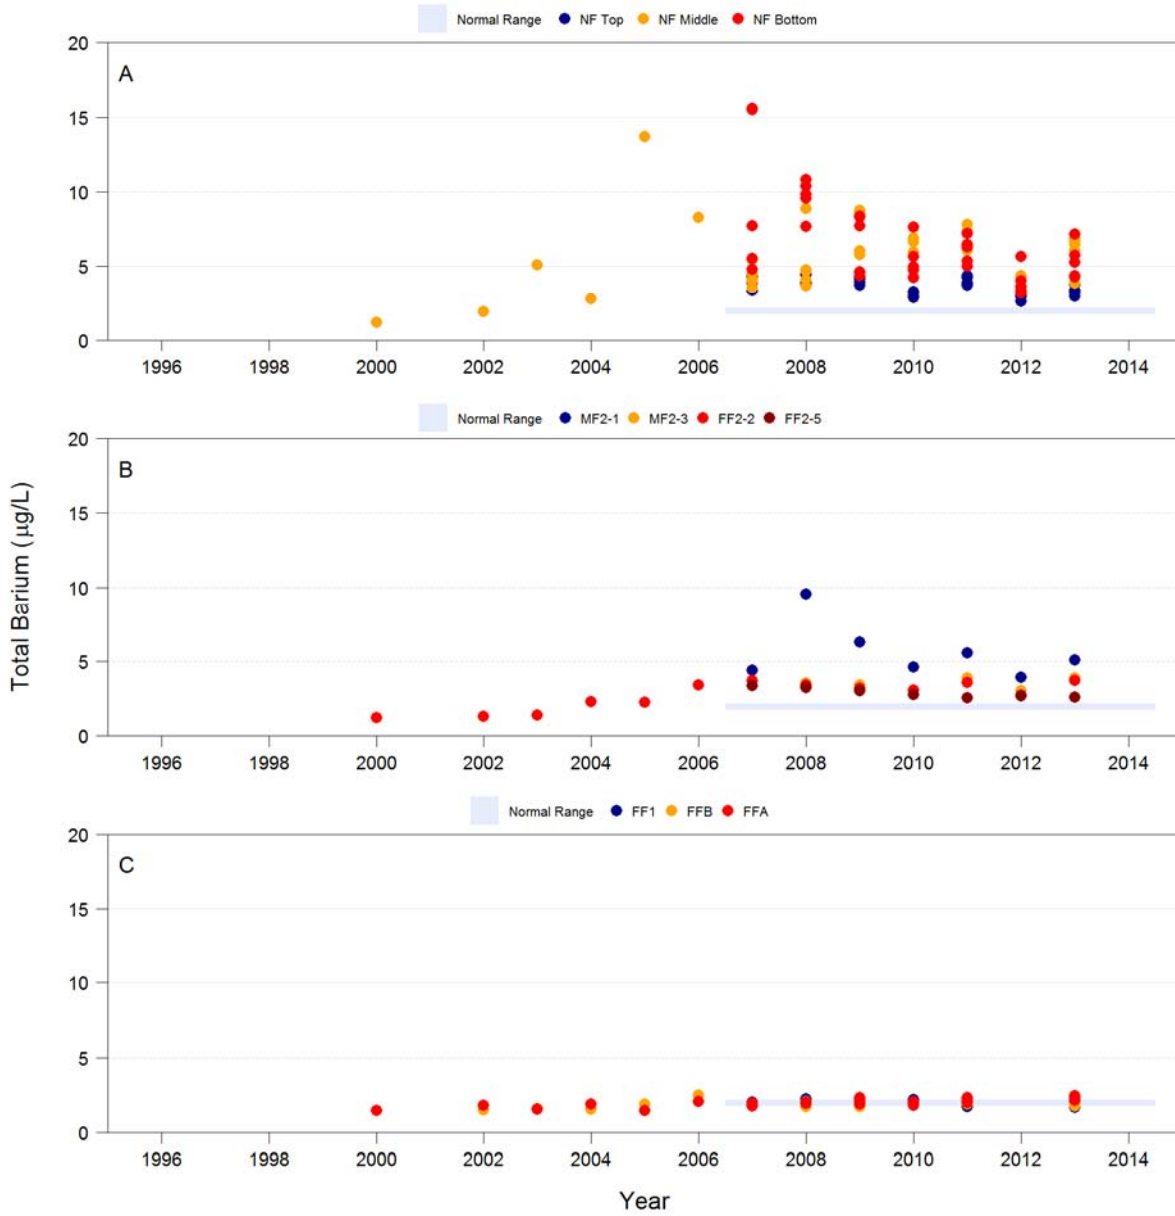 Normal Range NF Top NF Middle NF Bottom
A
20
15
10
5
0
1996 1998 2000 2002 2004 2006 2008 2010 2012 2014
Normal Range MF2-1 MF2-3 FF2-2 FF2-5
B
20
15
10
5
0
1996 1998 2000 2002 2004 2006 2008 2010 2012 2014
Total Barium (μg/L)
Normal Range FF1 FFB FFA
C
20
15
10
5
0
1996 1998 2000 2002 2004 2006 2008 2010 2012 2014
Year